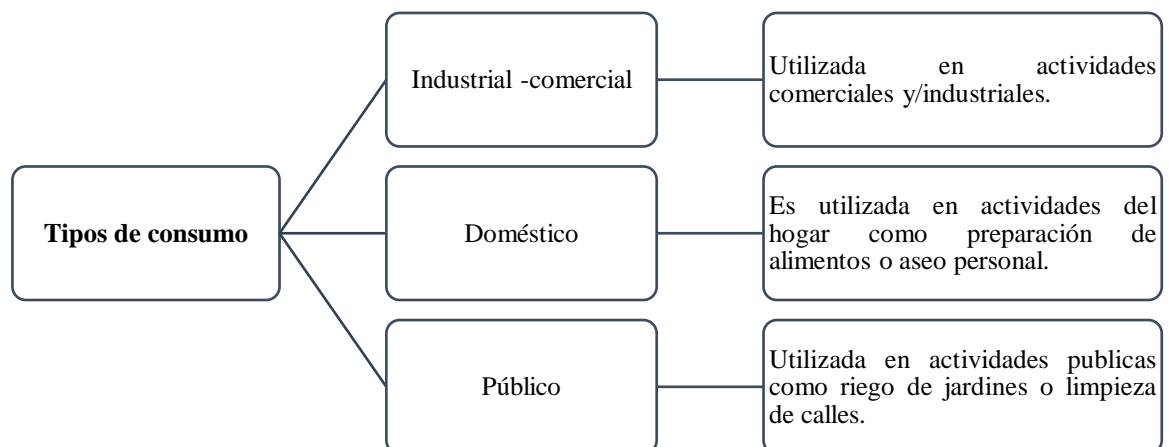 Tipos de consumo
Industrial -comercial
Utilizada en actividades
comerciales y/industriales.
Doméstico
Es utilizada en actividades del
hogar como preparación de
alimentos o aseo personal.
Público
Utilizada en actividades publicas
como riego de jardines o limpieza
de calles.